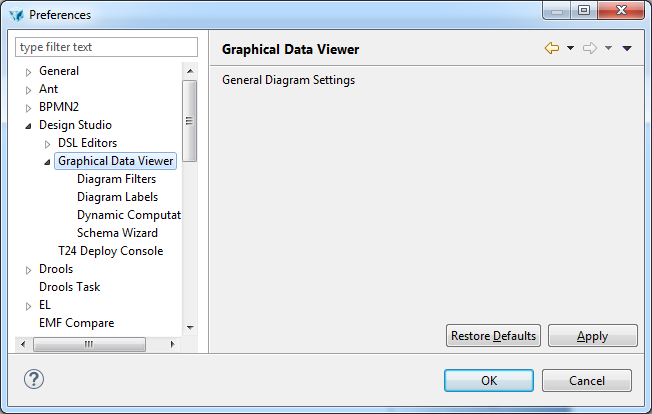 Preferences
type filter text
General
Ant
BPMN2
Design Studio
DSL Editors
Graphical Data Viewer
Diagram Filters
Diagram Labels
Dynamic Computat
Schema Wizard
T24 Deploy Console
Drools
Drools Task
EL
EMF Compare
Graphical Data Viewer
General Diagram Settings
Restore Defaults
Apply
?
OK
Cancel